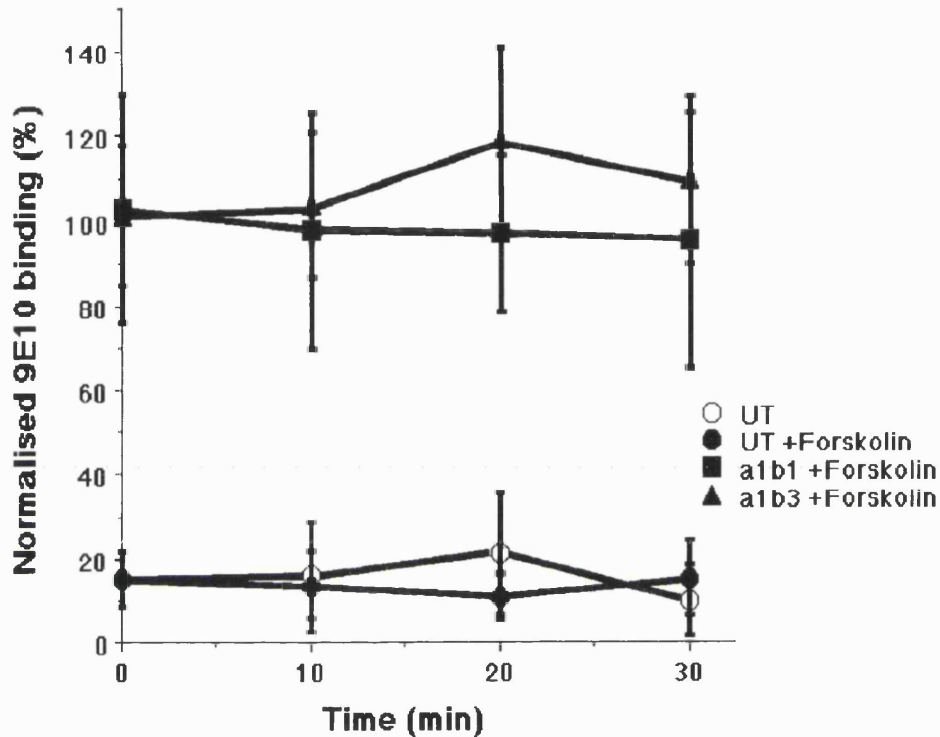 Normalised 9E10 binding (%)
140
120
100
80
60
40
20
0
0 10 20 30
Time (min)
UT
UT +Forskolin
a1b1 +Forskolin
a1b3 +Forskolin